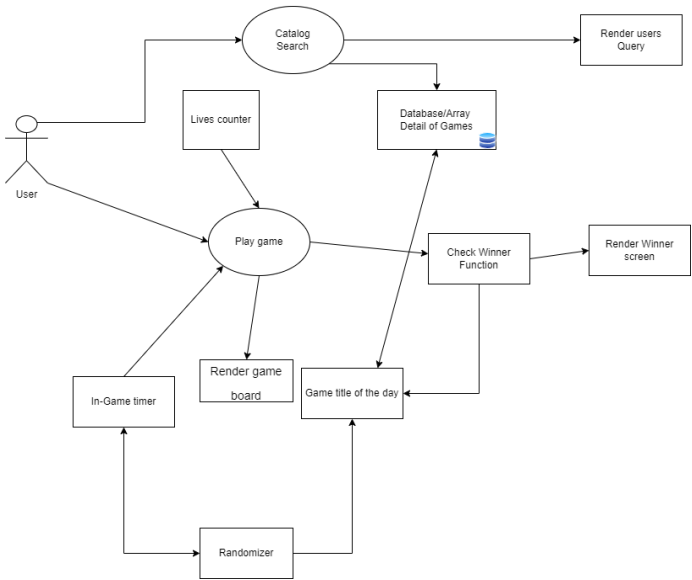 Catalog
Search
Render users
Query
Lives counter
Database/Array
Detail of Games
User
Play game
Check Winner
Function
Render Winner
screen
Render game
board
In-Game timer
Game title of the day
Randomizer